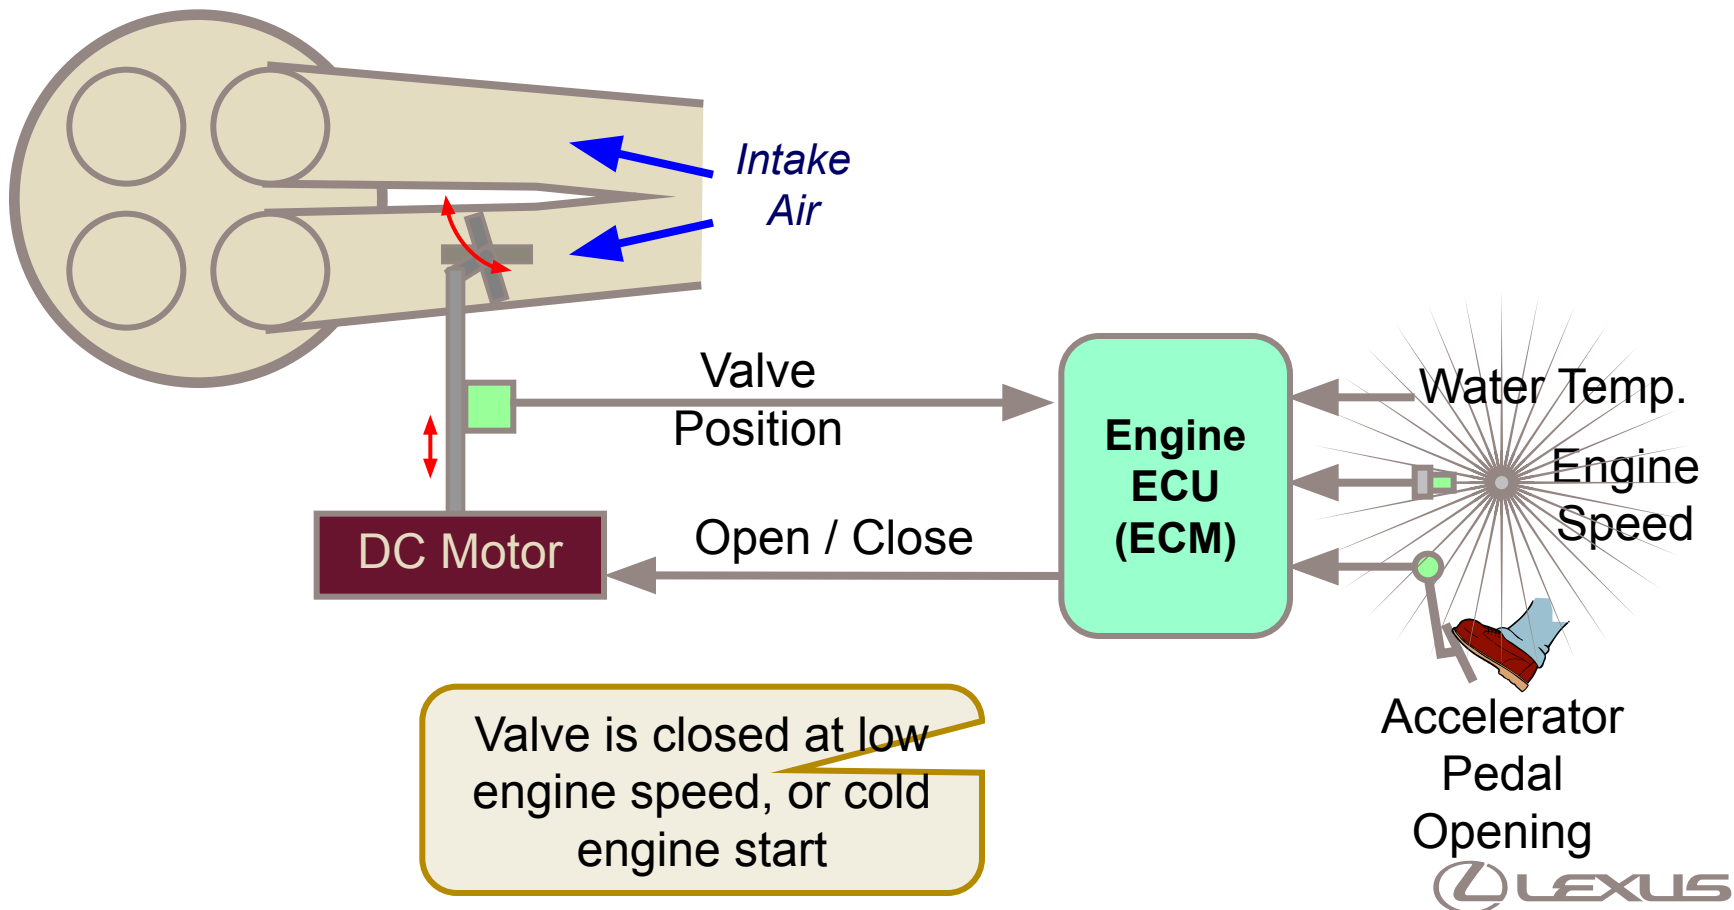 Intake
Air
Valve
Position
Engine
ECU
(ECM)
Water Temp.
Engine
Speed
DC Motor
Open / Close
Valve is closed at low
engine speed, or cold
engine start
Accelerator
Pedal
Opening
LEXUS